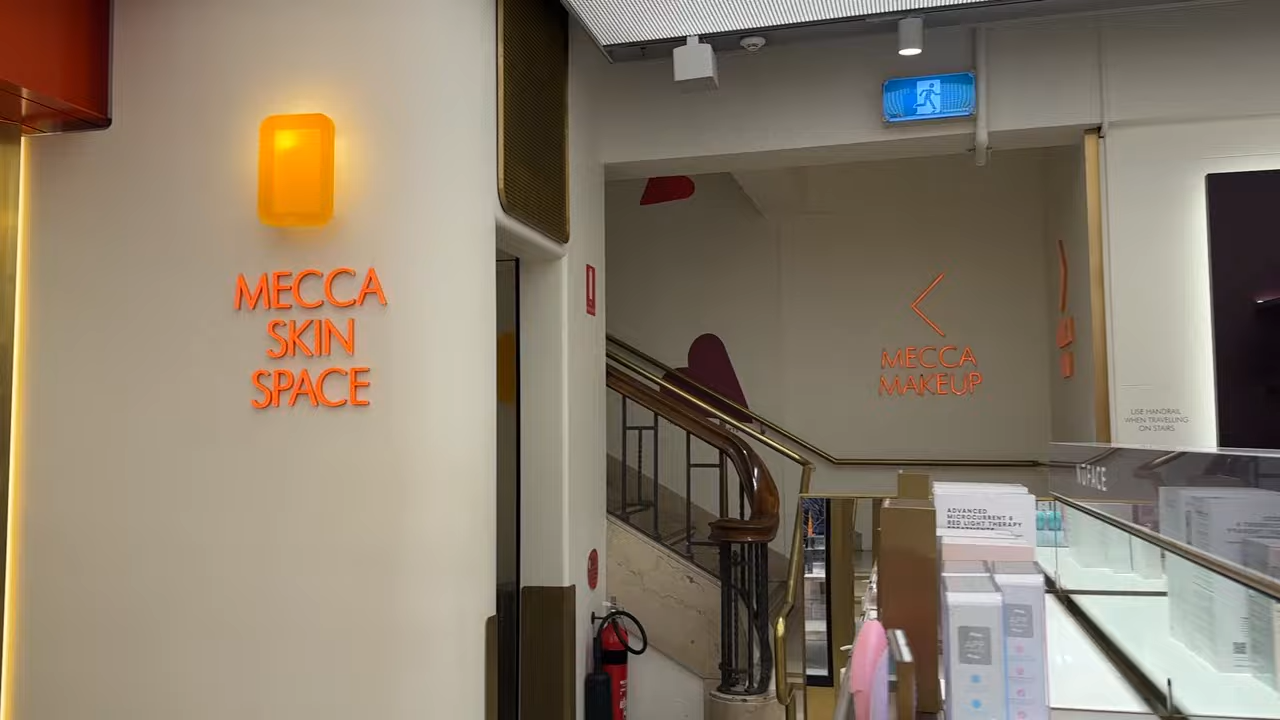 MECCA
SKIN
SPACE
MECCA
MAKEUP
USE HANDRAIL
WHEN TRAVELLING
ON STAIRS
NUFACE
ADVANCED
MICROCURRENT &
RED LIGHT THERAPY